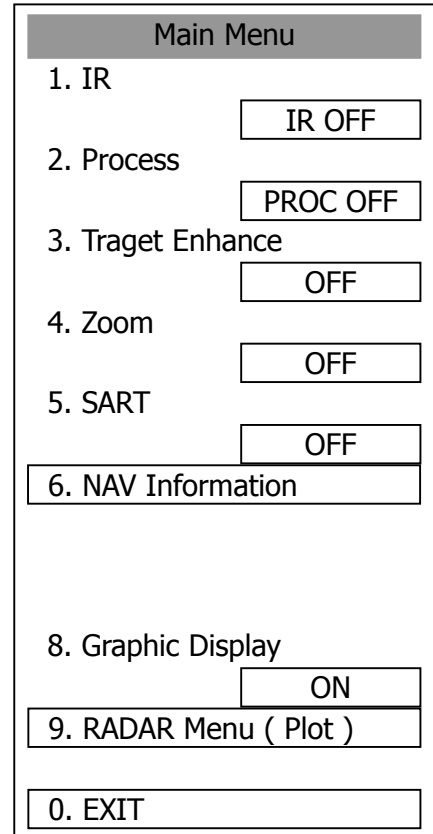 Main Menu
1. IR
IR OFF
2. Process
PROC OFF
3. Traget Enhance
OFF
4. Zoom
OFF
5. SART
OFF
6. NAV Information
8. Graphic Display
ON
9. RADAR Menu ( Plot )
0. EXIT